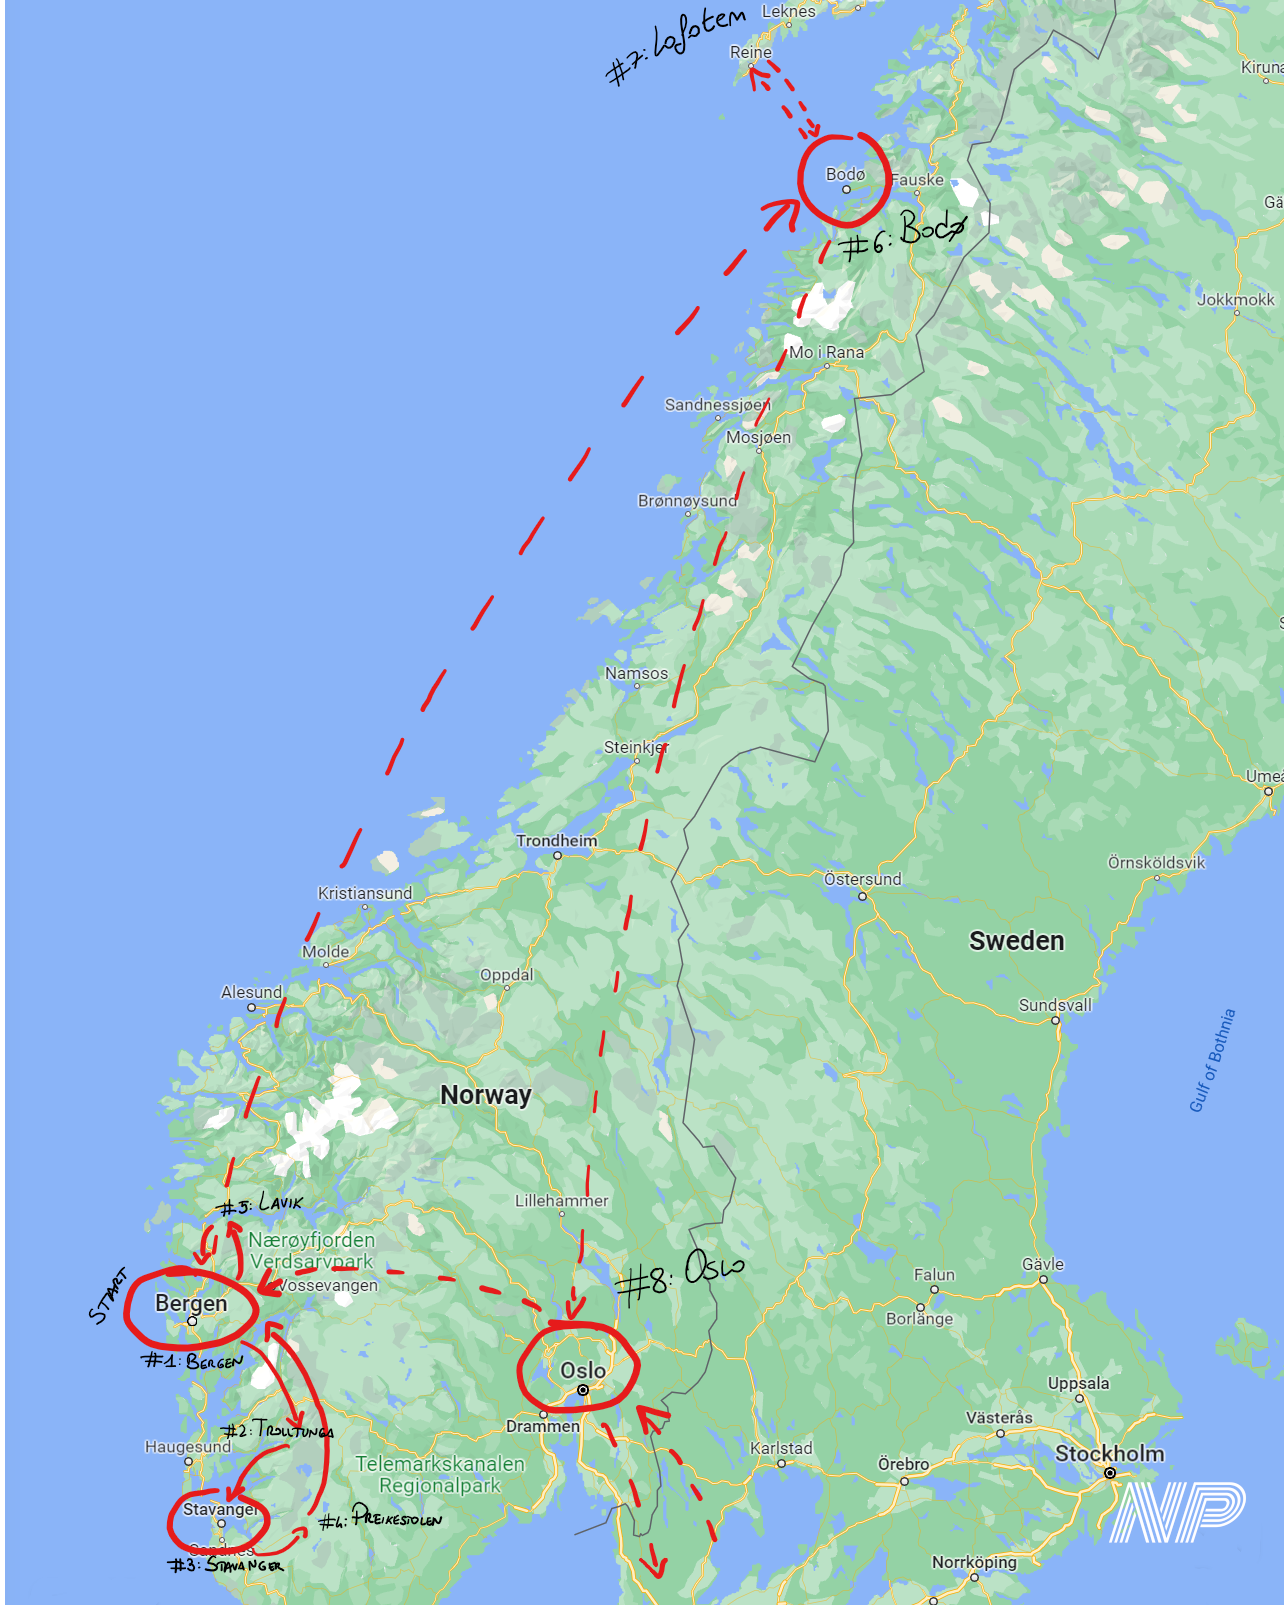 Leknes
#7: Lofoten
Reine
Kiruna
Bodø
Fauske
#6: Bodø
Jokkmokk
Mo i Rana
Sandnessjøen
Mosjøen
Brønnøysund
Namsos
Steinkjer
Trondheim
Örnsköldsvik
Östersund
Kristiansund
Sweden
Molde
Oppdal
Alesund
Sundsvall
Gulf of Bothnia
Norway
Lillehammer
#5: LAVIK
Nærøyfjorden
Verdsarvpark
Vossevangen
START
Bergen
#1: BERGEN
#8: OSLO
Gävle
Falun
Borlänge
Oslo
Uppsala
Drammen
Västerås
#2: TROLLTUNGA
Haugesund
Karlstad
Stockholm
Telemarkskanalen
Regionalpark
Örebro
NP
Stavanger
#4: PREIKESTOLEN
Sandnes
#3: STAVANGER
Norrköping